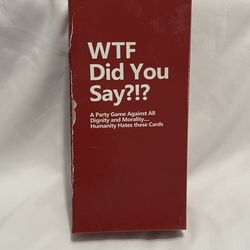 WTF
Did You
Say?!?
A Party Game Against All
Dignity and Morality....
Humanity Hates these Cards